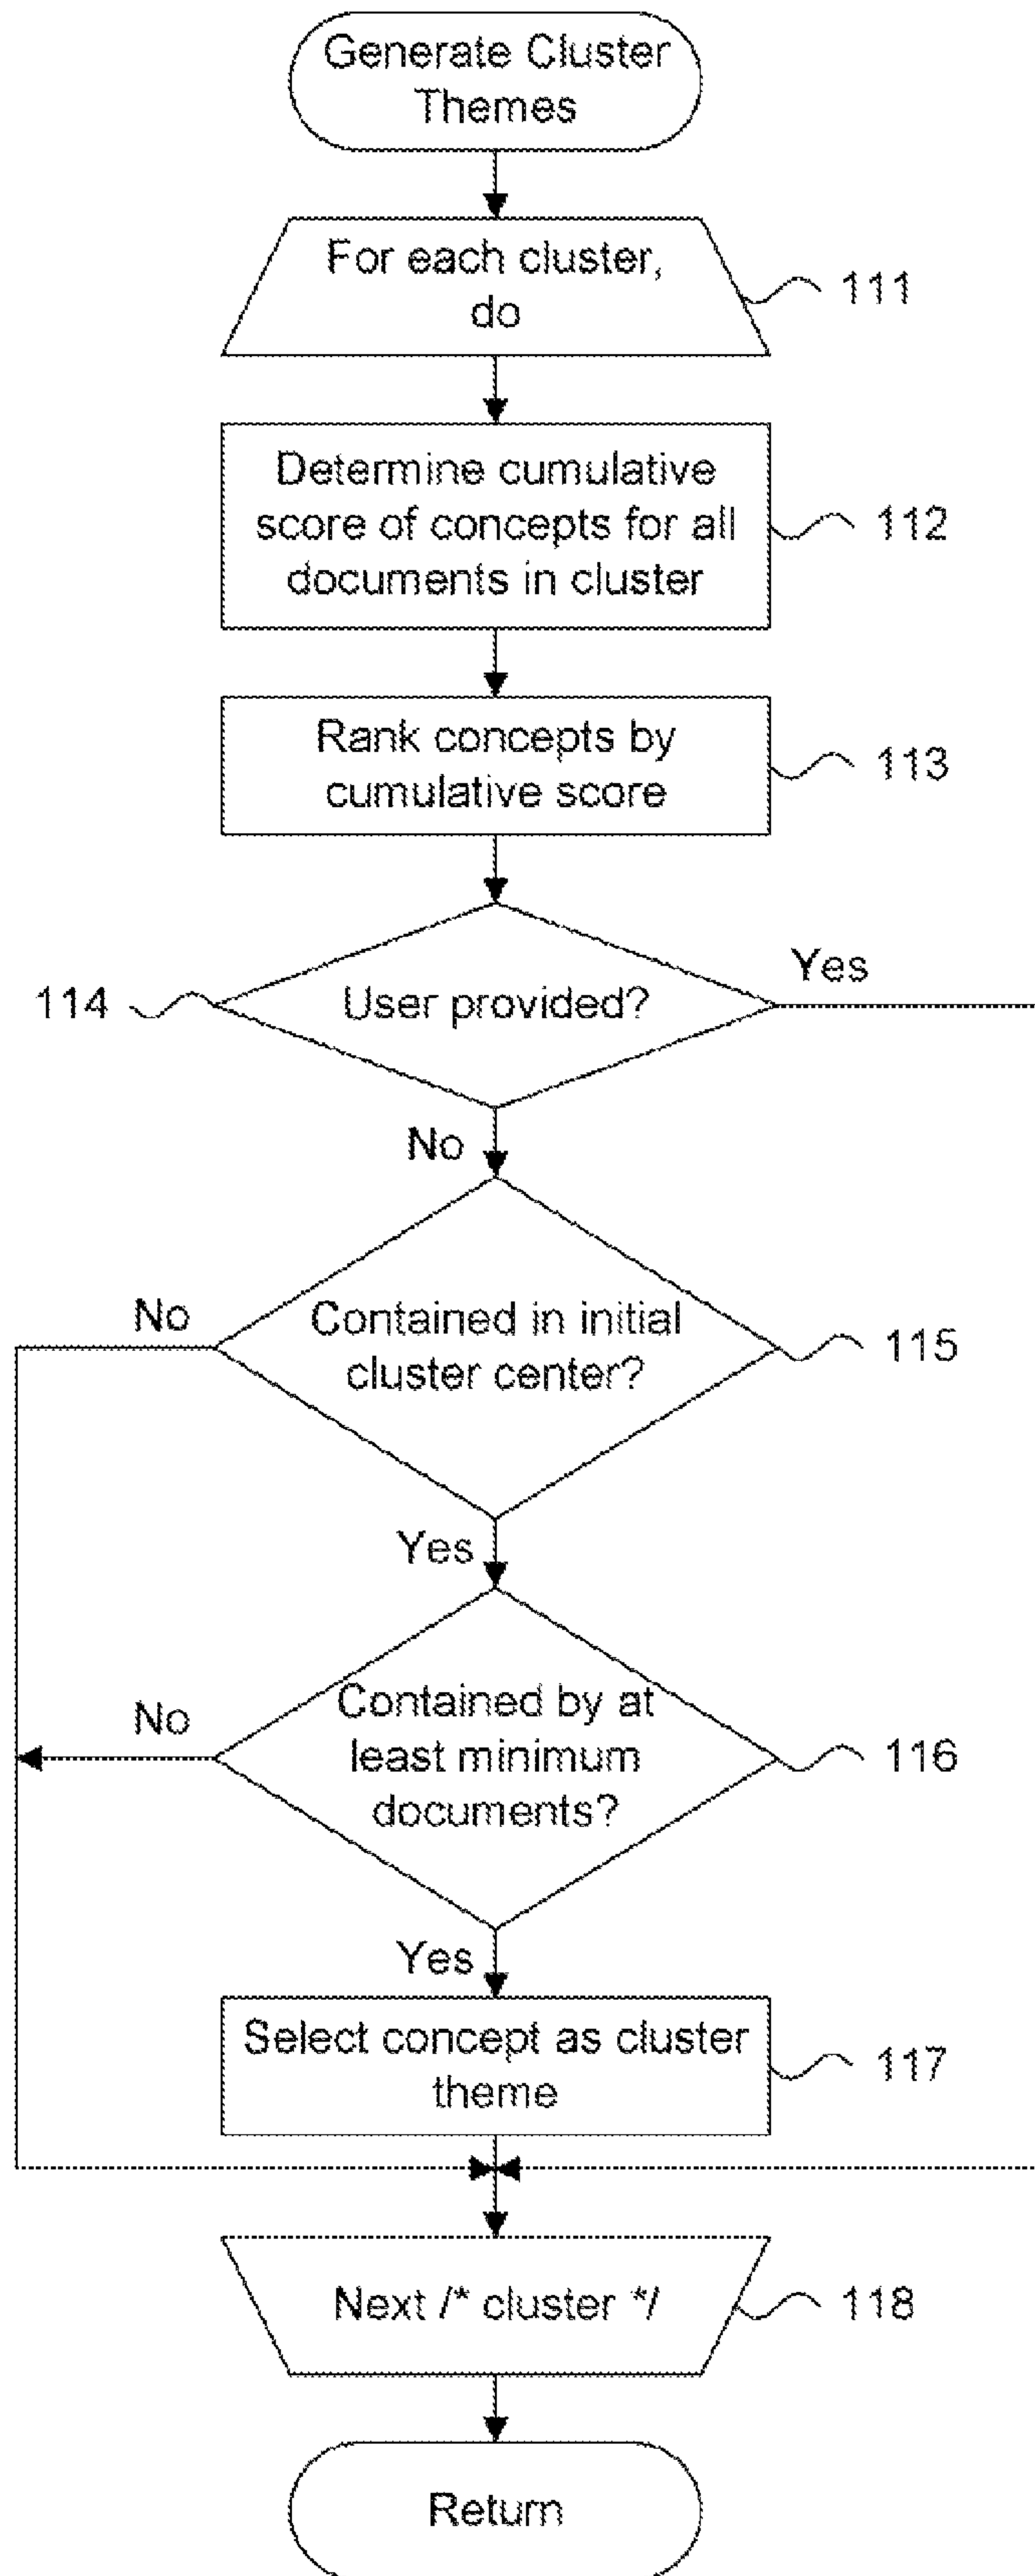 Generate Cluster
Themes
For each cluster,
do
111
Determine cumulative
score of concepts for all
documents in cluster
112
Rank concepts by
cumulative score
113
114
User provided?
Yes
No
No
Contained in initial
cluster center?
115
Yes
No
Contained by at
least minimum
documents?
116
Yes
Select concept as cluster
theme
117
Next /* cluster */
118
Return